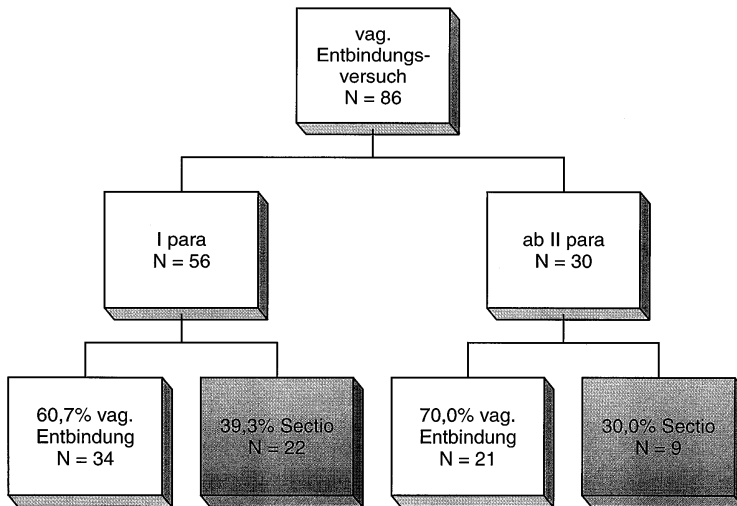 vag.
Entbindungs-
versuch
N = 86
I para
N = 56
ab II para
N = 30
60,7% vag.
Entbindung
N = 34
39,3% Sectio
N = 22
70,0% vag.
Entbindung
N = 21
30,0% Sectio
N = 9